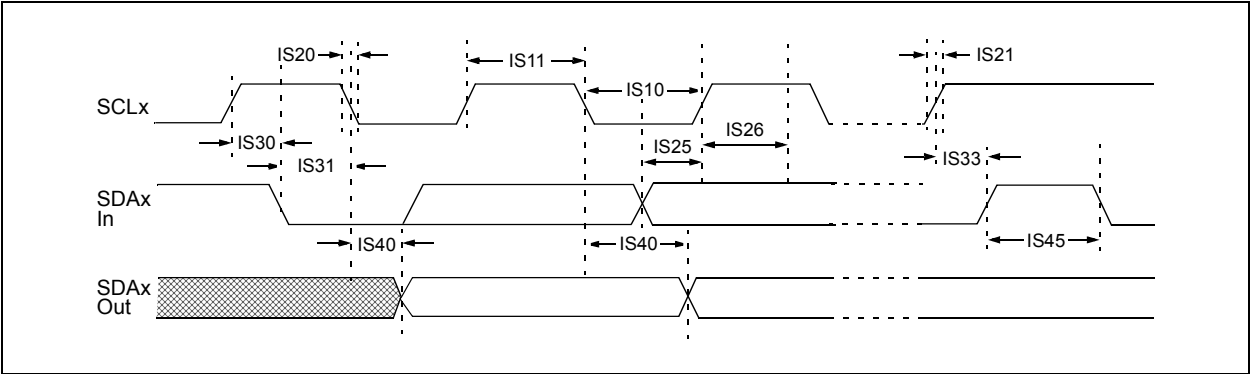 IS20
IS11
IS21
SCLx
IS10
IS30
IS26
IS31
IS25
IS33
SDAx
In
IS40
IS40
IS45
SDAx
Out